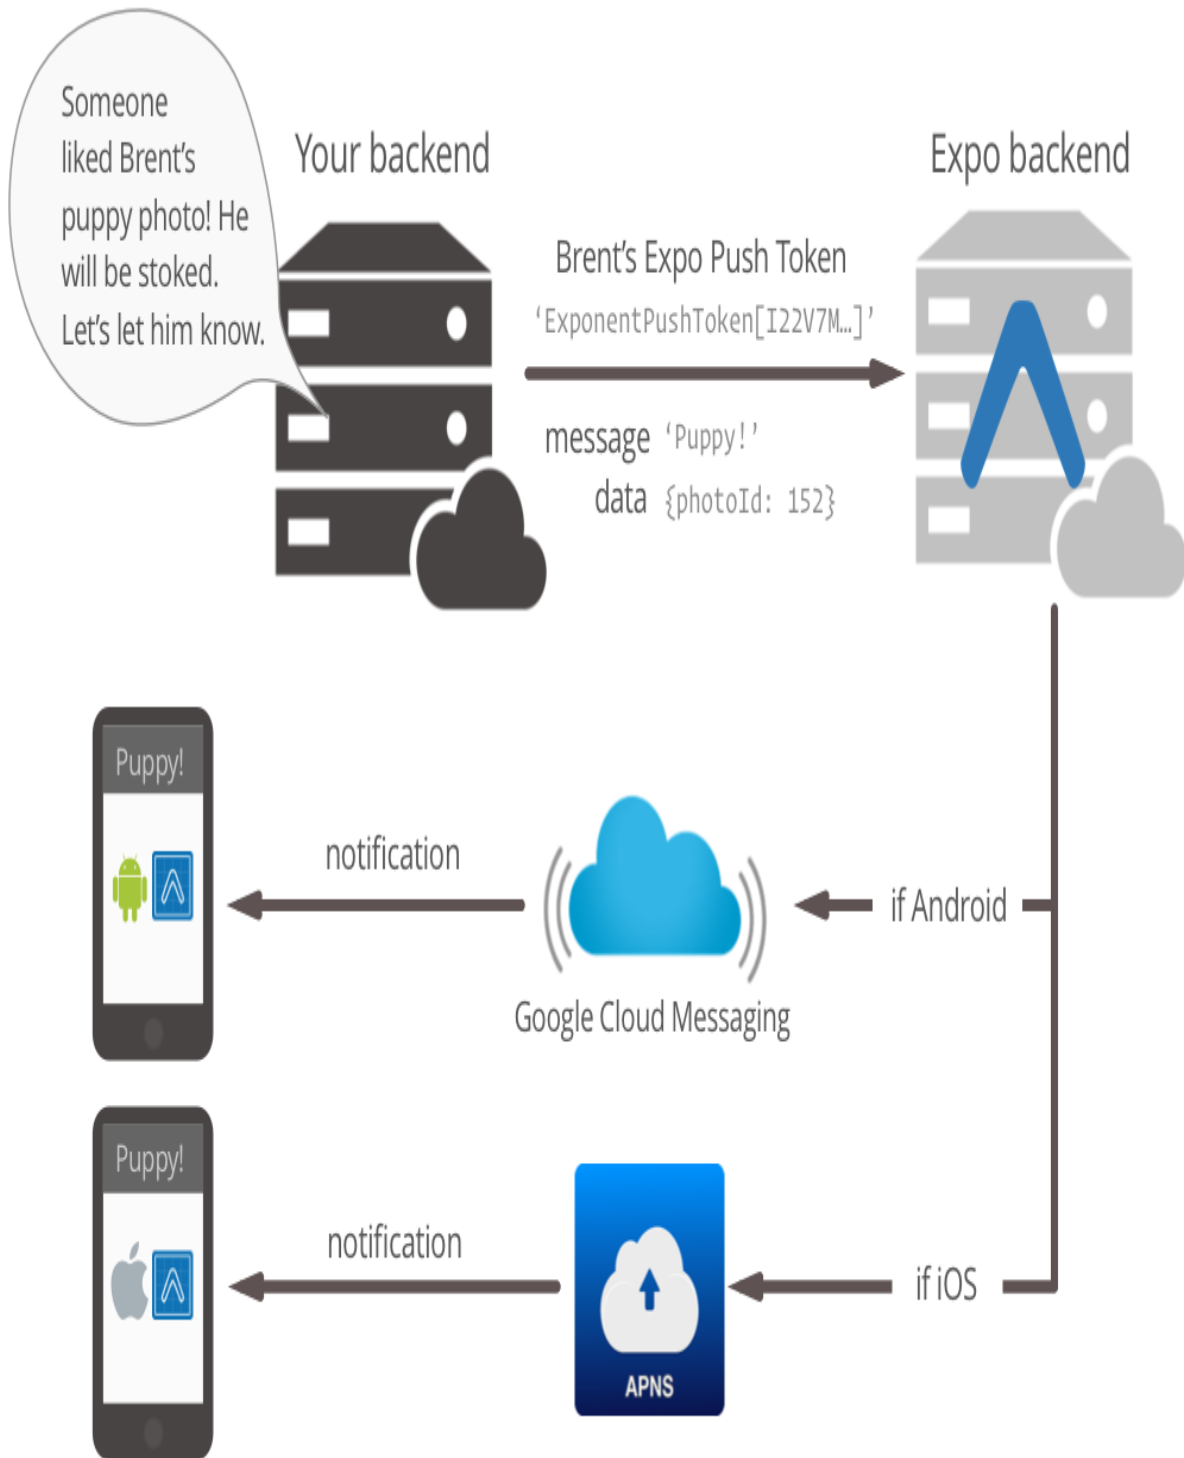 Someone
liked Brent's
puppy photo! He
will be stoked.
Let's let him know.
Your backend
Expo backend
Brent's Expo Push Token
‘ExponentPushToken[I22V7M…]’
message ‘Puppy!’
data {photoId: 152}
Puppy!
notification
if Android
Google Cloud Messaging
Puppy!
notification
if iOS
APNS